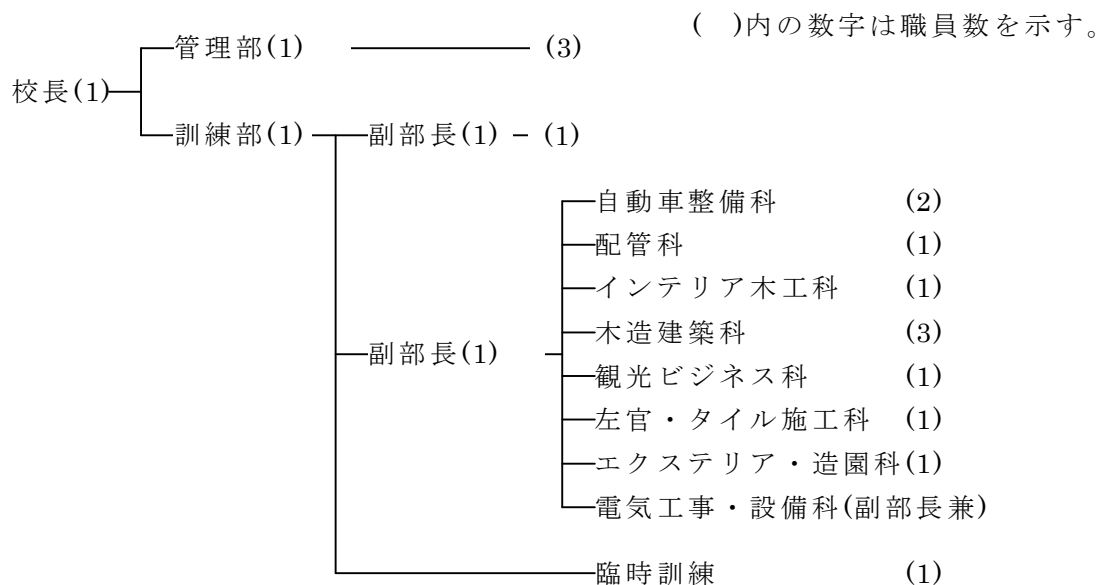 ( )内の数字は職員数を示す。
管理部(1) (3)
校長(1)
訓練部(1) 副部長(1) － (1)
自動車整備科 (2)
配管科 (1)
インテリア木工科 (1)
木造建築科 (3)
副部長(1)
観光ビジネス科 (1)
左官・タイル施工科 (1)
エクステリア・造園科(1)
電気工事・設備科(副部長兼)
臨時訓練 (1)